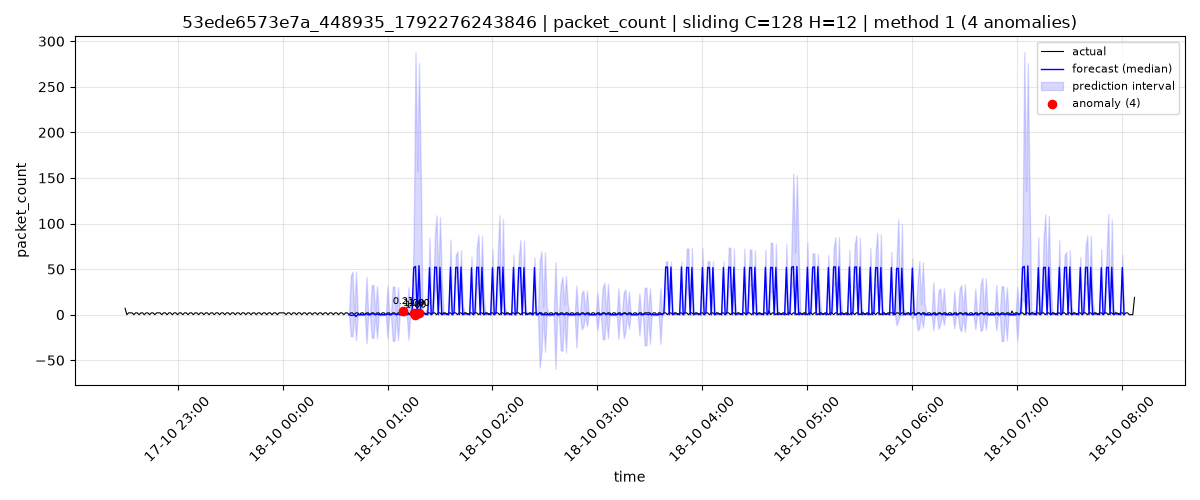 53ede6573e7a_448935_1792276243846 | packet_count | sliding C=128 H=12 | method 1 (4 anomalies)
300
250
200
150
100
50
0
−50
packet_count
actual
forecast (median)
prediction interval
anomaly (4)
17-10 23:00
18-10 00:00
18-10 01:00
18-10 02:00
18-10 03:00
18-10 04:00
18-10 05:00
18-10 06:00
18-10 07:00
18-10 08:00
time